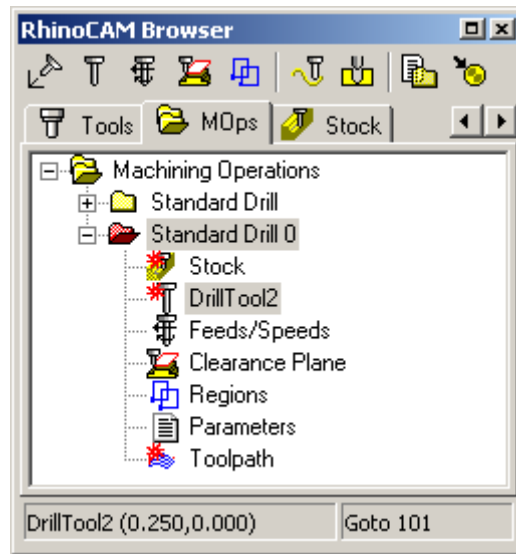 RhinoCAM Browser
Tools MOps Stock
Machining Operations
Standard Drill
Standard Drill 0
Stock
DrillTool2
Feeds/Speeds
Clearance Plane
Regions
Parameters
Toolpath
DrillTool2 (0.250,0.000) Goto 101